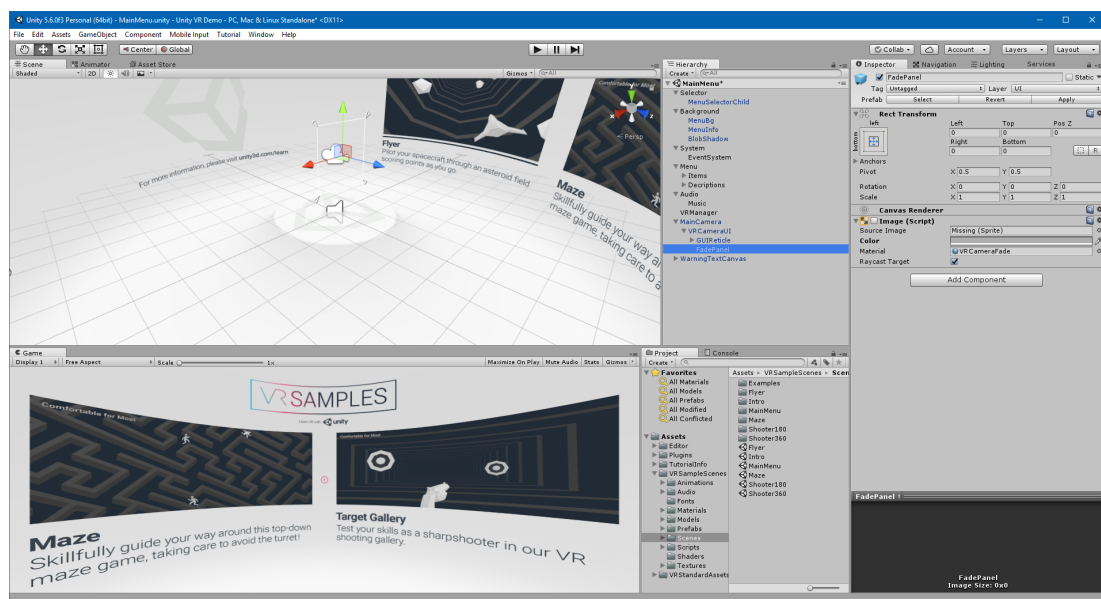 Unity 5.6.0f3 Personal (64bit) - MainMenu.unity - Unity VR Demo - PC, Mac & Linux Standalone* <DX11>
File Edit Assets GameObject Component Mobile Input Tutorial Window Help
Center Global
Collab Account Layers Layout
Scene Animator Asset Store
Shaded 2D Gizmos All
For more information, please visit unity3d.com/learn
Flyer
Pilot your spacecraft through an asteroid field
scoring points as you go.
Comfortable for Most
y
x z
Persp
Maze
Skillfully guide your way a
maze game, taking care to a
Hierarchy
Create All
MainMenu*
Selector
MenuSelectorChild
Background
MenuBg
MenuInfo
BlobShadow
System
EventSystem
Menu
Items
Decriptions
Audio
Music
VRManager
MainCamera
VRCameraUI
GUIReticle
FadePanel
WarningTextCanvas
Inspector Navigation Lighting Services
FadePanel Static
Tag Untagged Layer UI
Prefab Select Revert Apply
Rect Transform
left Left Top Pos Z
0 0 0
bottom Right Bottom
0 0 R
Anchors
Pivot X 0.5 Y 0.5
Rotation X 0 Y 0 Z 0
Scale X 1 Y 1 Z 1
Canvas Renderer
Image (Script)
Source Image Missing (Sprite)
Color
Material VRCameraFade
Raycast Target
Add Component
Game
Display 1 Free Aspect Scale 1x Maximize On Play Mute Audio Stats Gizmos
VRSAMPLES
unity
Comfortable for Most
Maze
Skillfully guide your way around this top-down
maze game, taking care to avoid the turret!
Comfortable for Most
Target Gallery
Test your skills as a sharpshooter in our VR
shooting gallery.
Project Console
Create
Favorites
All Materials
All Models
All Prefabs
All Modified
All Conflicted
Assets
Editor
Plugins
TutorialInfo
VRSampleScenes
Animations
Audio
Fonts
Materials
Models
Prefabs
Scenes
Scripts
Shaders
Textures
VRStandardAssets
Assets VRSampleScenes Scen
Examples
Flyer
Intro
MainMenu
Maze
Shooter180
Shooter360
Flyer
Intro
MainMenu
Maze
Shooter180
Shooter360
FadePanel
FadePanel
Image Size: 0x0